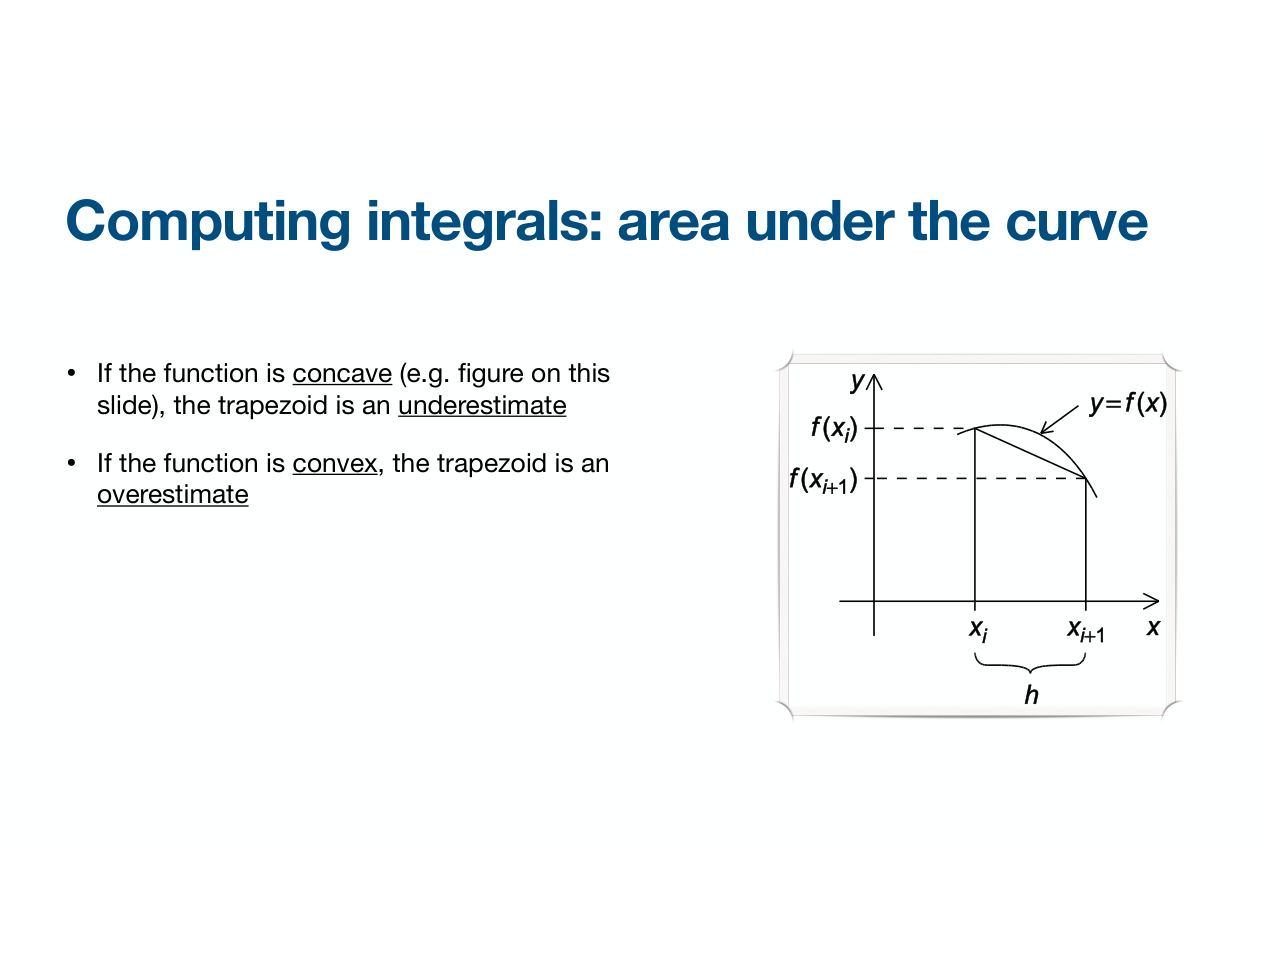 Computing integrals: area under the curve
• If the function is concave (e.g. figure on this
slide), the trapezoid is an underestimate
• If the function is convex, the trapezoid is an
overestimate
y
y=f(x)
f(xᵢ)
f(xᵢ₊₁)
xᵢ
xᵢ₊₁
x
h